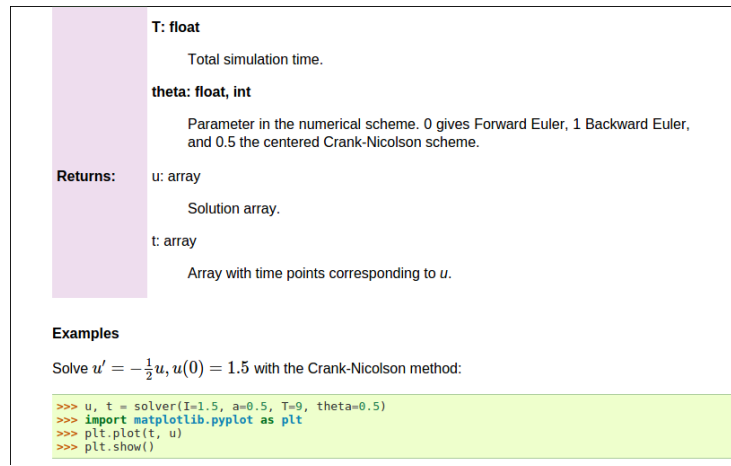 T: float
Total simulation time.
theta: float, int
Parameter in the numerical scheme. 0 gives Forward Euler, 1 Backward Euler,
and 0.5 the centered Crank-Nicolson scheme.
Returns: u: array
Solution array.
t: array
Array with time points corresponding to u.
Examples
Solve u′ = −½u, u(0) = 1.5 with the Crank-Nicolson method:
>>> u, t = solver(I=1.5, a=0.5, T=9, theta=0.5)
>>> import matplotlib.pyplot as plt
>>> plt.plot(t, u)
>>> plt.show()